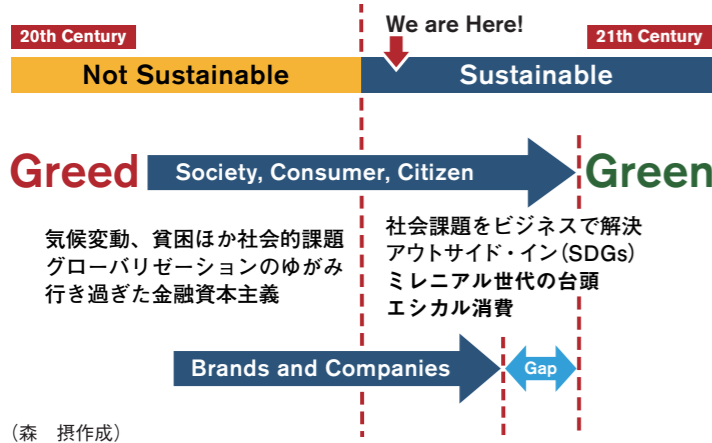 We are Here!
20th Century
21th Century
Not Sustainable
Sustainable
Greed
Society, Consumer, Citizen
Green
気候変動、貧困ほか社会的課題
グローバリゼーションのゆがみ
行き過ぎた金融資本主義
社会課題をビジネスで解決
アウトサイド・イン(SDGs)
ミレニアル世代の台頭
エシカル消費
Brands and Companies
Gap
(森　摂作成)